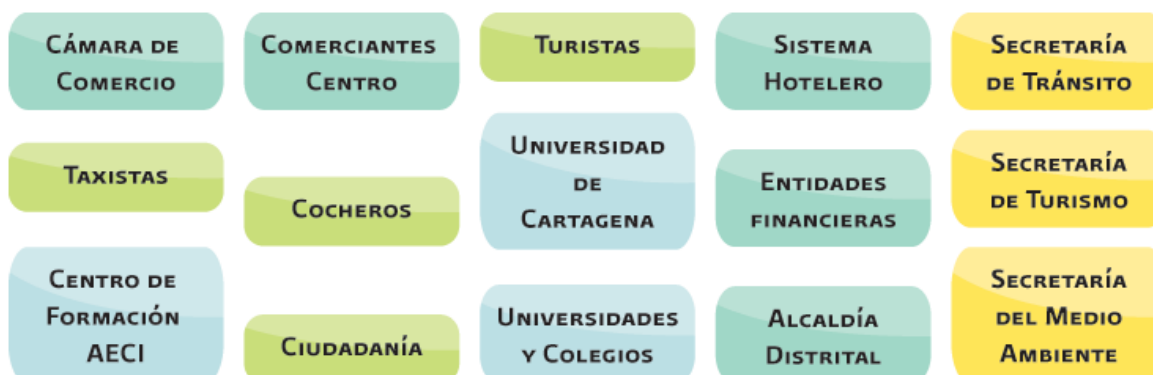 Cámara de
Comercio
Comerciantes
Centro
Turistas
Sistema
Hotelero
Secretaría
de Tránsito
Taxistas
Cocheros
Universidad
de
Cartagena
Entidades
financieras
Secretaría
de Turismo
Centro de
Formación
AECI
Ciudadanía
Universidades
y Colegios
Alcaldía
Distrital
Secretaría
del Medio
Ambiente